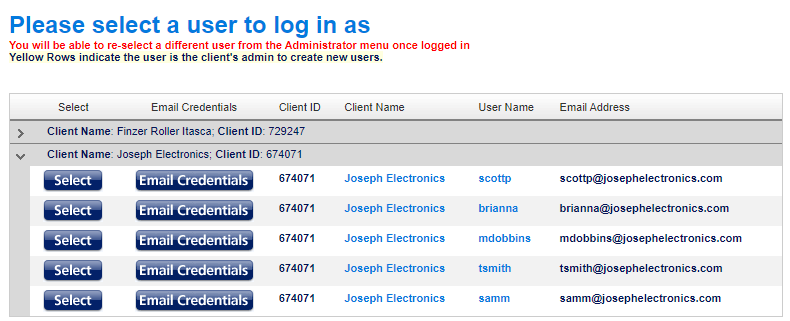 Please select a user to log in as
You will be able to re-select a different user from the Administrator menu once logged in
Yellow Rows indicate the user is the client's admin to create new users.
Select Email Credentials Client ID Client Name User Name Email Address
Client Name: Finzer Roller Itasca; Client ID: 729247
Client Name: Joseph Electronics; Client ID: 674071
Select Email Credentials 674071 Joseph Electronics scottp scottp@josephelectronics.com
Select Email Credentials 674071 Joseph Electronics brianna brianna@josephelectronics.com
Select Email Credentials 674071 Joseph Electronics mdobbins mdobbins@josephelectronics.com
Select Email Credentials 674071 Joseph Electronics tsmith tsmith@josephelectronics.com
Select Email Credentials 674071 Joseph Electronics samm samm@josephelectronics.com